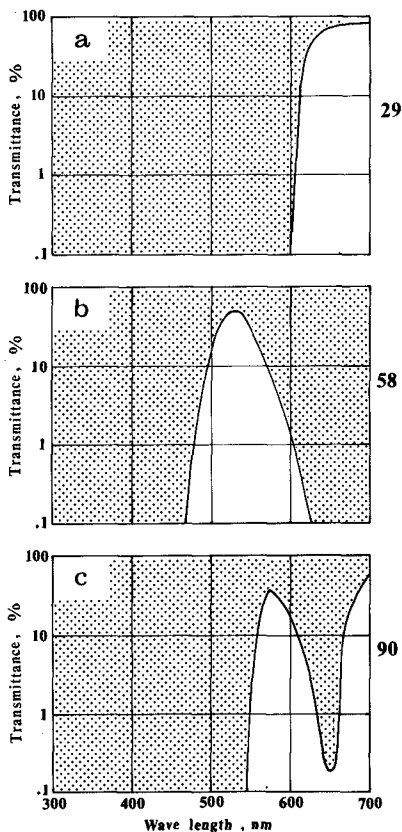 100
a
Transmittance, %
10
29
1
.1
100
b
Transmittance, %
10
58
1
.1
100
c
Transmittance, %
10
90
1
.1
300 400 500 600 700
Wave length , nm